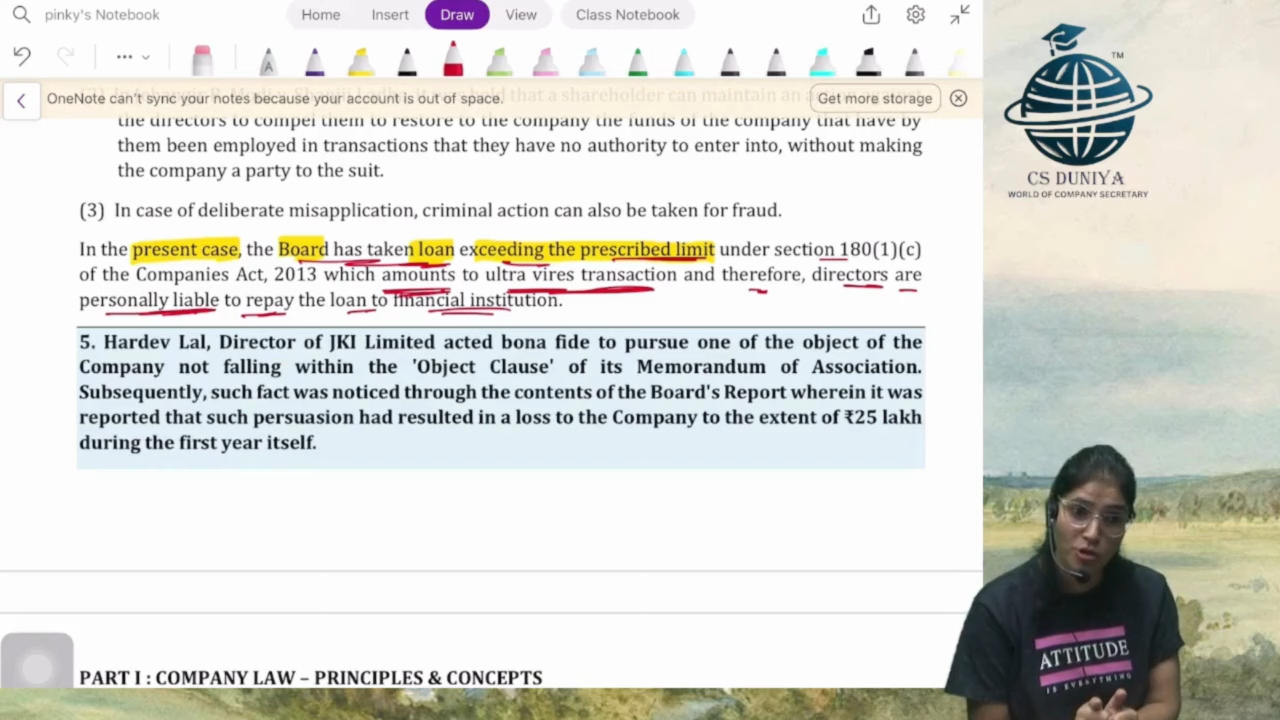 pinky's Notebook
Home Insert Draw View Class Notebook
OneNote can't sync your notes because your account is out of space. Get more storage
that a shareholder can maintain an
the directors to compel them to restore to the company the funds of the company that have by
them been employed in transactions that they have no authority to enter into, without making
the company a party to the suit.
(3) In case of deliberate misapplication, criminal action can also be taken for fraud.
In the present case, the Board has taken loan exceeding the prescribed limit under section 180(1)(c)
of the Companies Act, 2013 which amounts to ultra vires transaction and therefore, directors are
personally liable to repay the loan to financial institution.
5. Hardev Lal, Director of JKI Limited acted bona fide to pursue one of the object of the
Company not falling within the 'Object Clause' of its Memorandum of Association.
Subsequently, such fact was noticed through the contents of the Board's Report wherein it was
reported that such persuasion had resulted in a loss to the Company to the extent of ₹25 lakh
during the first year itself.
PART I : COMPANY LAW – PRINCIPLES & CONCEPTS
TM
CS DUNIYA
WORLD OF COMPANY SECRETARY
ATTITUDE
IS EVERYTHING